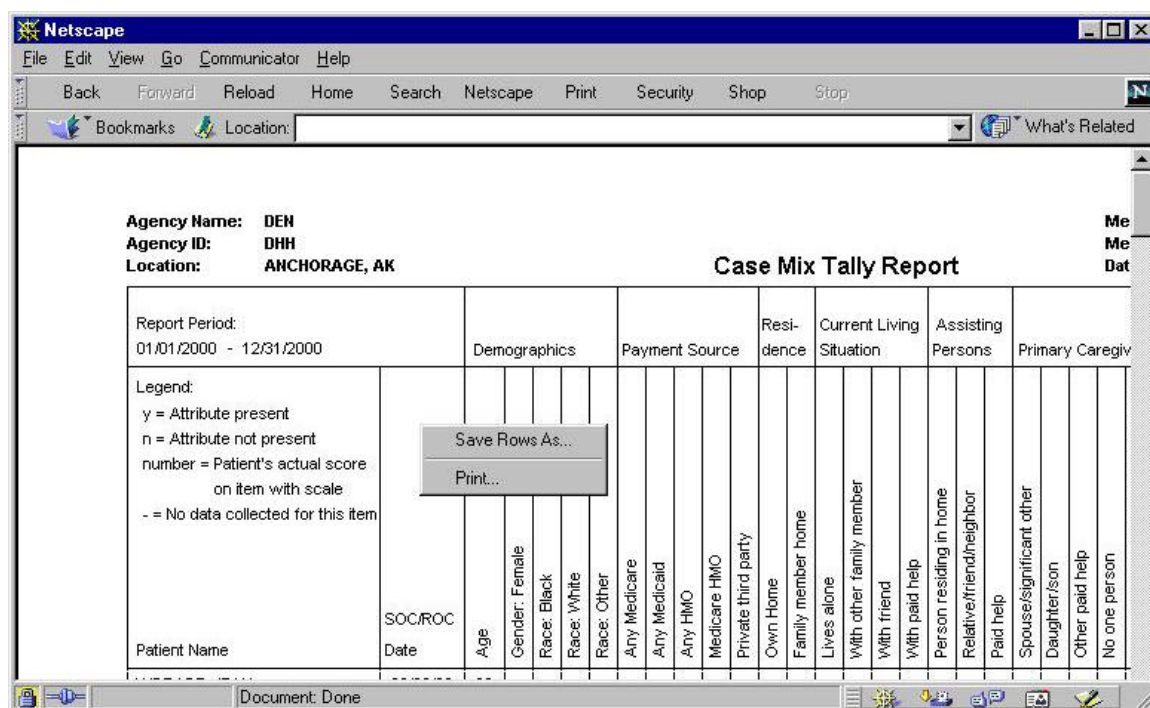 Netscape
File Edit View Go Communicator Help
Back Forward Reload Home Search Netscape Print Security Shop Stop
N
Bookmarks Location: What's Related
Agency Name: DEN
Agency ID: DHH
Location: ANCHORAGE, AK
Case Mix Tally Report
Me
Me
Dat
Report Period:
01/01/2000 - 12/31/2000
Demographics
Payment Source
Resi-
dence
Current Living
Situation
Assisting
Persons
Primary Caregiv
Legend:
y = Attribute present
n = Attribute not present
number = Patient's actual score
on item with scale
- = No data collected for this item
Patient Name
SOC/ROC
Date
Save Rows As...
Print...
Age
Gender: Female
Race: Black
Race: White
Race: Other
Any Medicare
Any Medicaid
Any HMO
Medicare HMO
Private third party
Own Home
Family member home
Lives alone
With other family member
With friend
With paid help
Person residing in home
Relative/friend/neighbor
Paid help
Spouse/significant other
Daughter/son
Other paid help
No one person
Document: Done